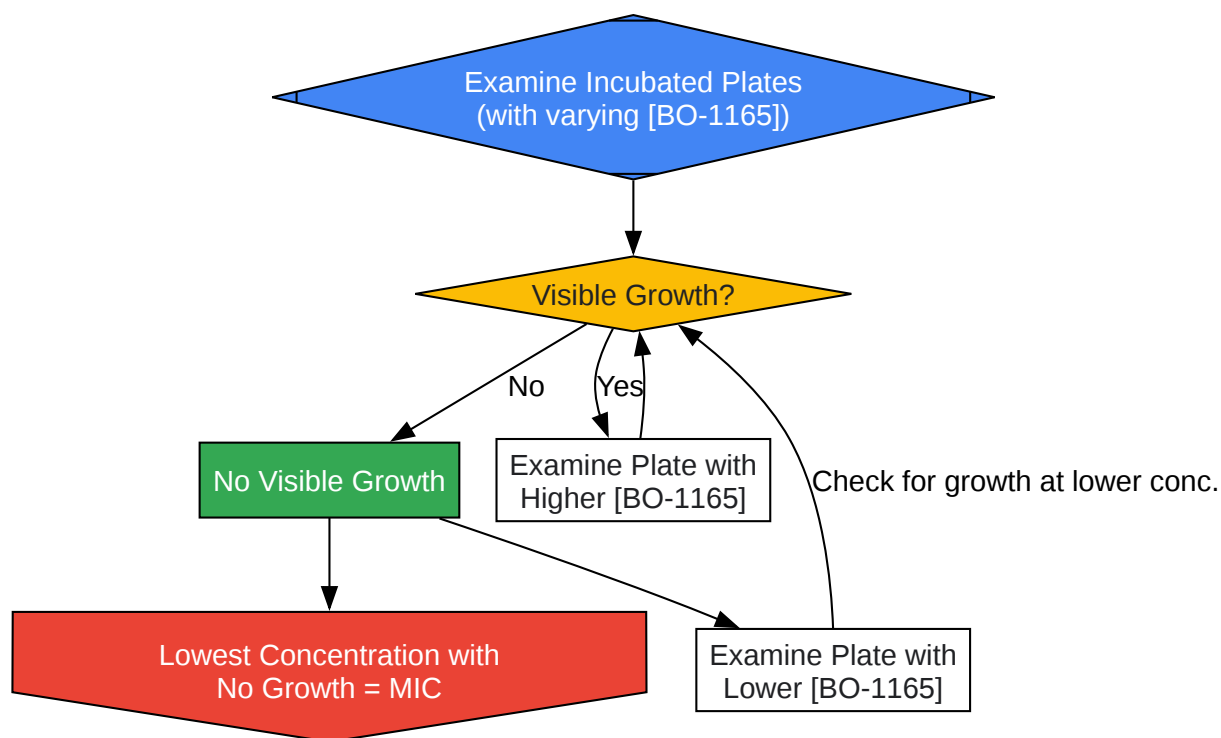 Examine Incubated Plates
(with varying [BO-1165])
Visible Growth?
No
Yes
No Visible Growth
Examine Plate with
Higher [BO-1165]
Check for growth at lower conc.
Lowest Concentration with
No Growth = MIC
Examine Plate with
Lower [BO-1165]